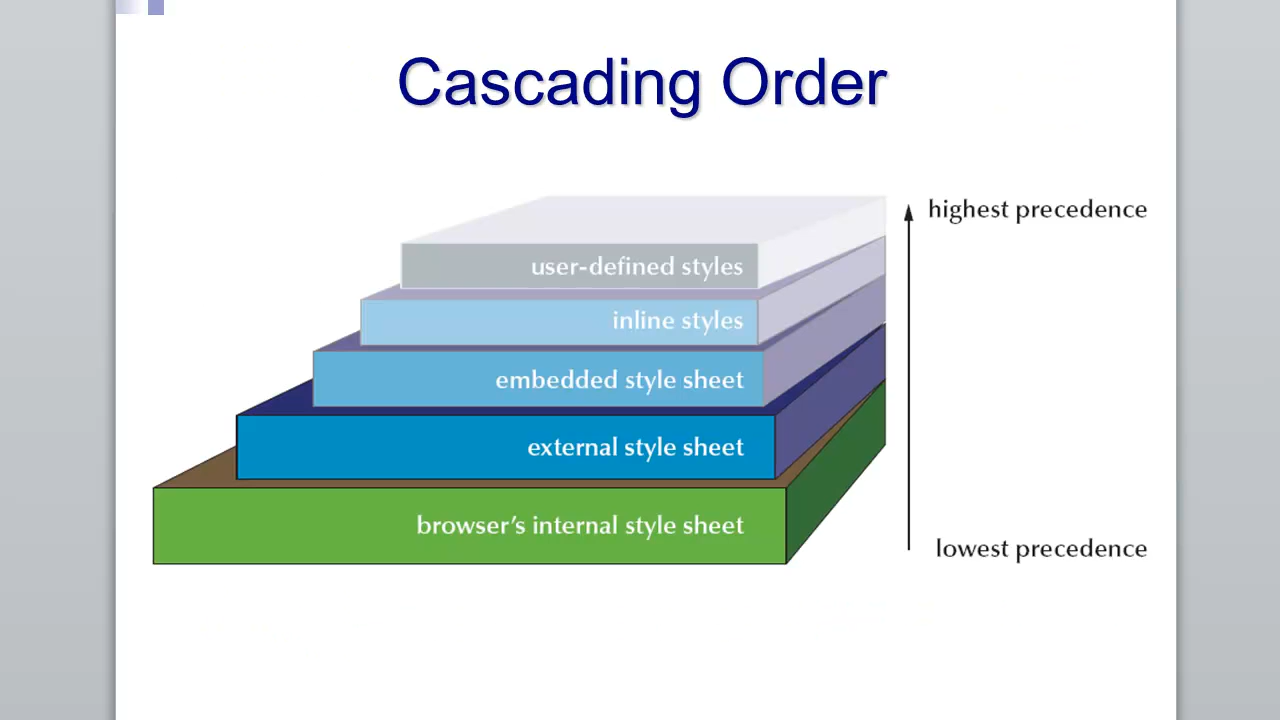 Cascading Order
highest precedence
user-defined styles
inline styles
embedded style sheet
external style sheet
browser's internal style sheet
lowest precedence